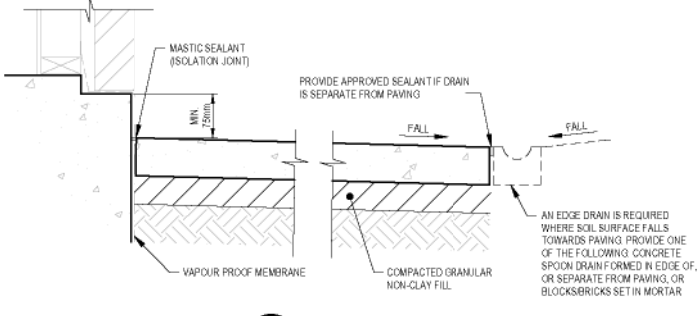 MASTIC SEALANT
(ISOLATION JOINT)
PROVIDE APPROVED SEALANT IF DRAIN
IS SEPARATE FROM PAVING
MIN.
75mm
FALL
FALL
AN EDGE DRAIN IS REQUIRED
WHERE SOIL SURFACE FALLS
TOWARDS PAVING. PROVIDE ONE
OF THE FOLLOWING: CONCRETE
SPOON DRAIN FORMED IN EDGE OF,
OR SEPARATE FROM PAVING, OR
BLOCKS/BRICKS SET IN MORTAR
VAPOUR PROOF MEMBRANE
COMPACTED GRANULAR
NON-CLAY FILL